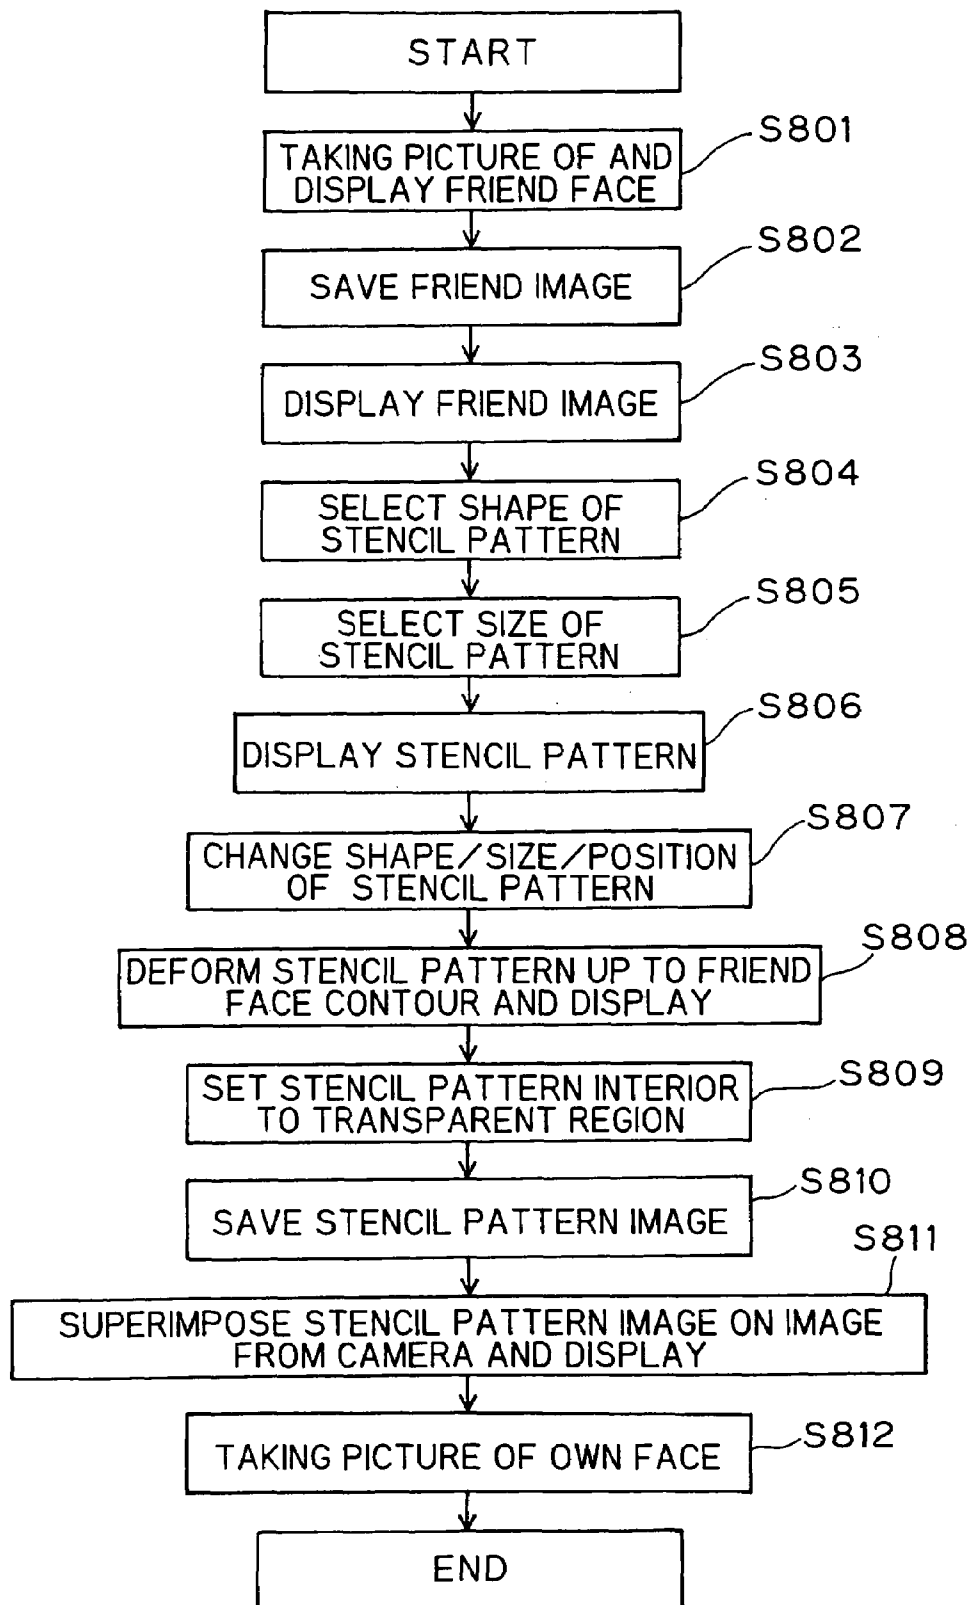 START
S801
TAKING PICTURE OF AND
DISPLAY FRIEND FACE
S802
SAVE FRIEND IMAGE
S803
DISPLAY FRIEND IMAGE
S804
SELECT SHAPE OF
STENCIL PATTERN
S805
SELECT SIZE OF
STENCIL PATTERN
S806
DISPLAY STENCIL PATTERN
S807
CHANGE SHAPE/SIZE/POSITION
OF STENCIL PATTERN
S808
DEFORM STENCIL PATTERN UP TO FRIEND
FACE CONTOUR AND DISPLAY
S809
SET STENCIL PATTERN INTERIOR
TO TRANSPARENT REGION
S810
SAVE STENCIL PATTERN IMAGE
S811
SUPERIMPOSE STENCIL PATTERN IMAGE ON IMAGE
FROM CAMERA AND DISPLAY
S812
TAKING PICTURE OF OWN FACE
END